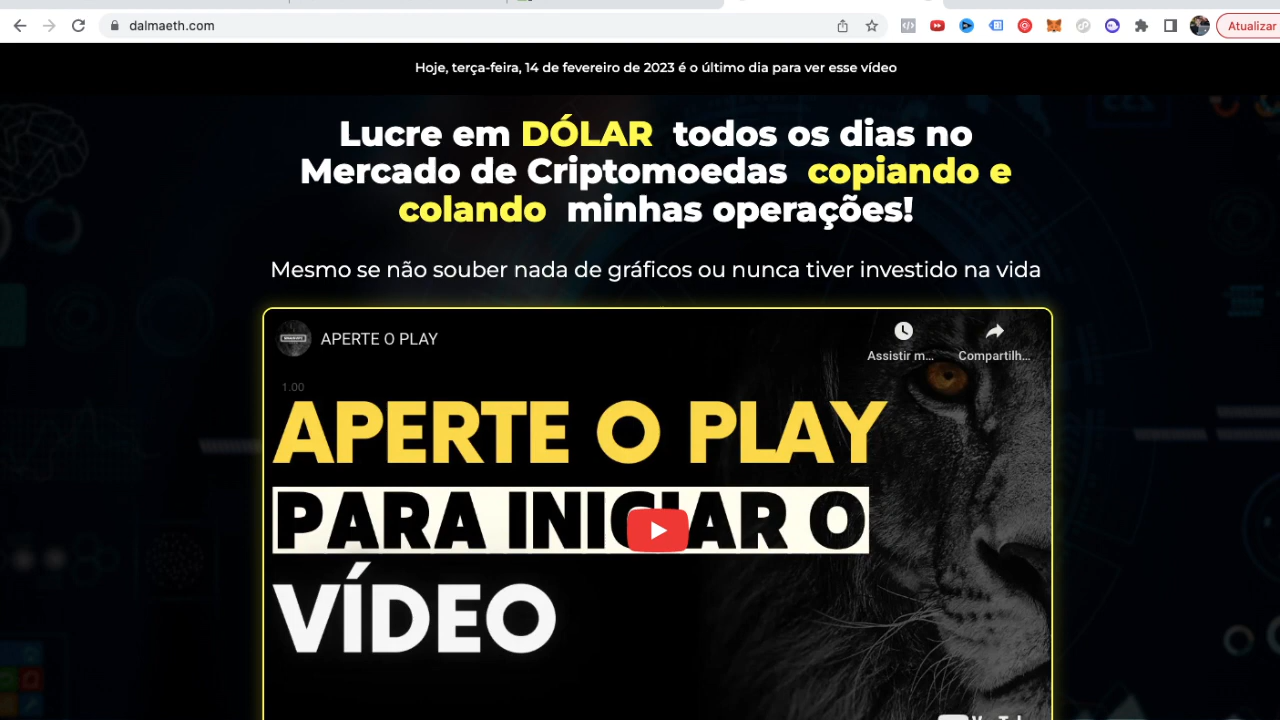 dalmaeth.com
Atualizar
Hoje, terça-feira, 14 de fevereiro de 2023 é o último dia para ver esse vídeo
Lucre em DÓLAR todos os dias no
Mercado de Criptomoedas copiando e
colando minhas operações!
Mesmo se não souber nada de gráficos ou nunca tiver investido na vida
APERTE O PLAY
Assistir m...
Compartilh...
1.00
APERTE O PLAY
PARA INICIAR O
VÍDEO